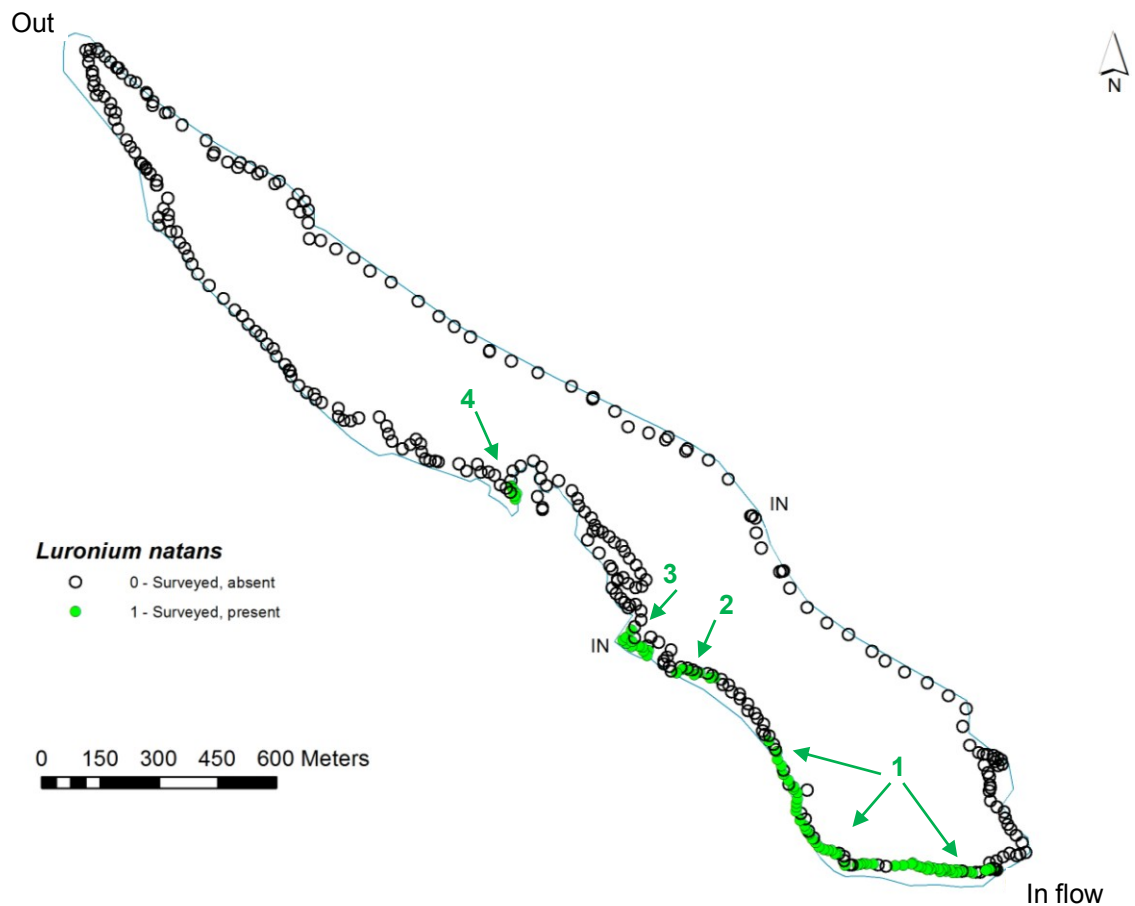 Out
N
4
IN
Luronium natans
0 - Surveyed, absent
1 - Surveyed, present
3
2
IN
0 150 300 450 600 Meters
1
In flow